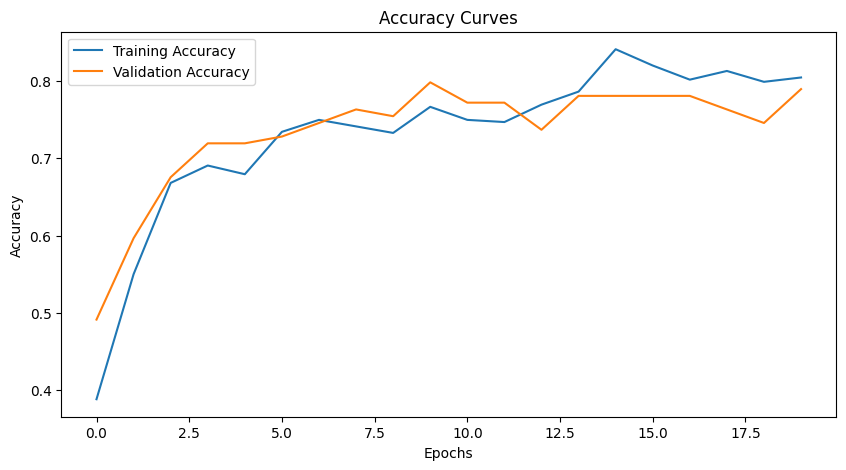 Accuracy Curves
Training Accuracy
Validation Accuracy
Accuracy
0.8
0.7
0.6
0.5
0.4
0.0 2.5 5.0 7.5 10.0 12.5 15.0 17.5
Epochs